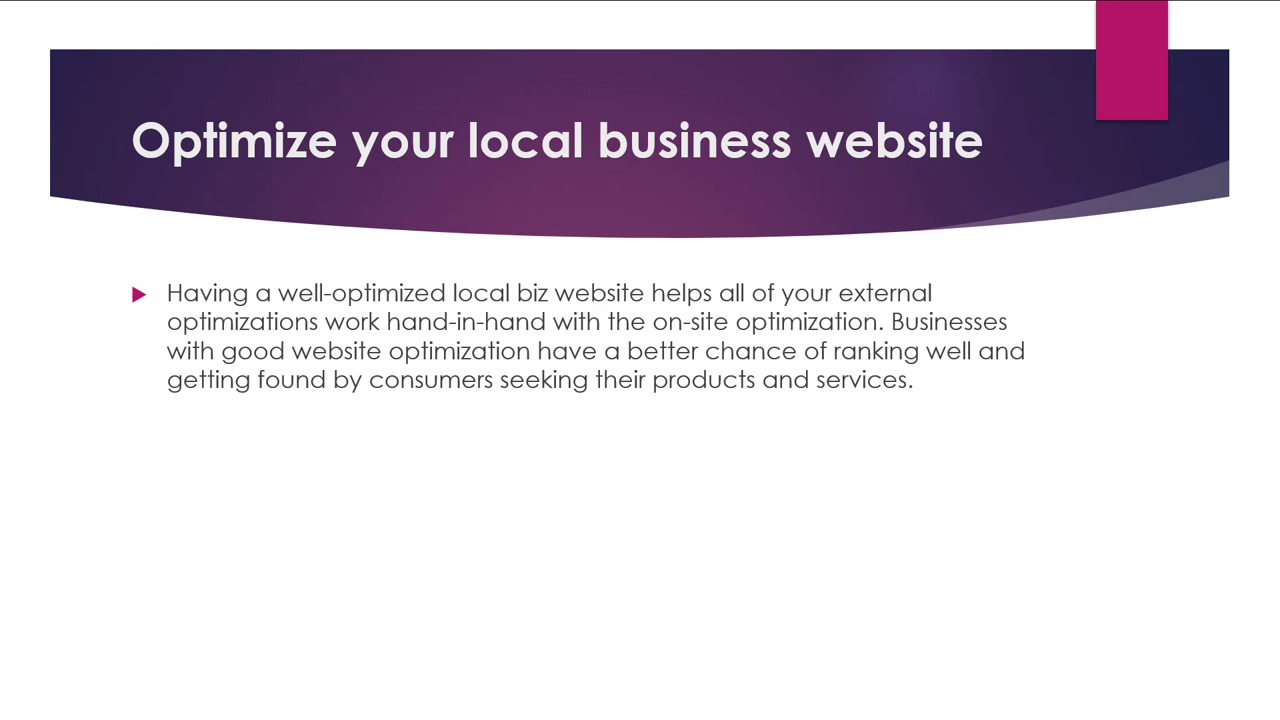 Optimize your local business website
Having a well-optimized local biz website helps all of your external
optimizations work hand-in-hand with the on-site optimization. Businesses
with good website optimization have a better chance of ranking well and
getting found by consumers seeking their products and services.